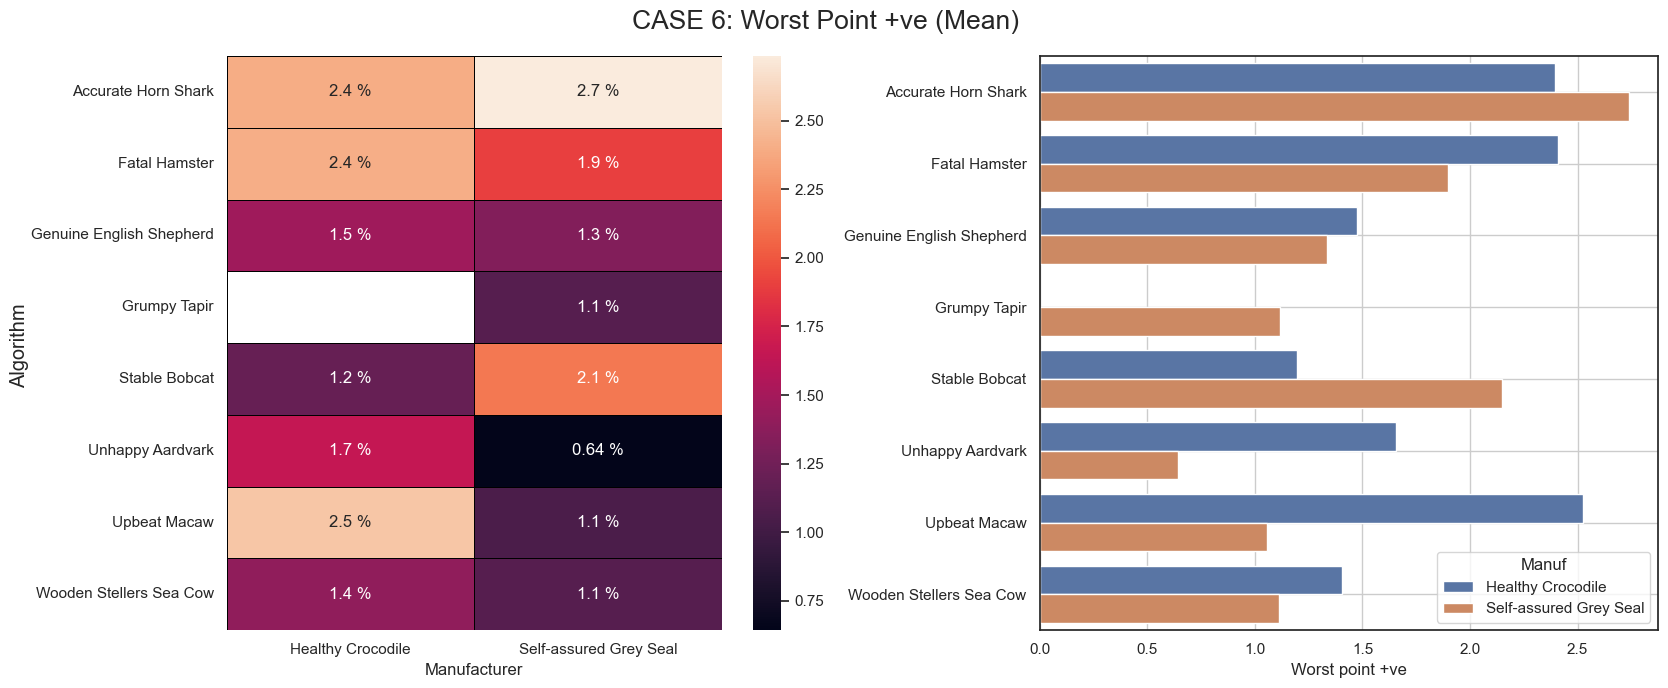 CASE 6: Worst Point +ve (Mean)
Algorithm
Accurate Horn Shark
2.4 %
2.7 %
Fatal Hamster
2.4 %
1.9 %
Genuine English Shepherd
1.5 %
1.3 %
Grumpy Tapir
1.1 %
Stable Bobcat
1.2 %
2.1 %
Unhappy Aardvark
1.7 %
0.64 %
Upbeat Macaw
2.5 %
1.1 %
Wooden Stellers Sea Cow
1.4 %
1.1 %
Healthy Crocodile
Self-assured Grey Seal
Manufacturer
2.50
2.25
2.00
1.75
1.50
1.25
1.00
0.75
Accurate Horn Shark
Fatal Hamster
Genuine English Shepherd
Grumpy Tapir
Stable Bobcat
Unhappy Aardvark
Upbeat Macaw
Wooden Stellers Sea Cow
Manuf
Healthy Crocodile
Self-assured Grey Seal
0.0
0.5
1.0
1.5
2.0
2.5
Worst point +ve